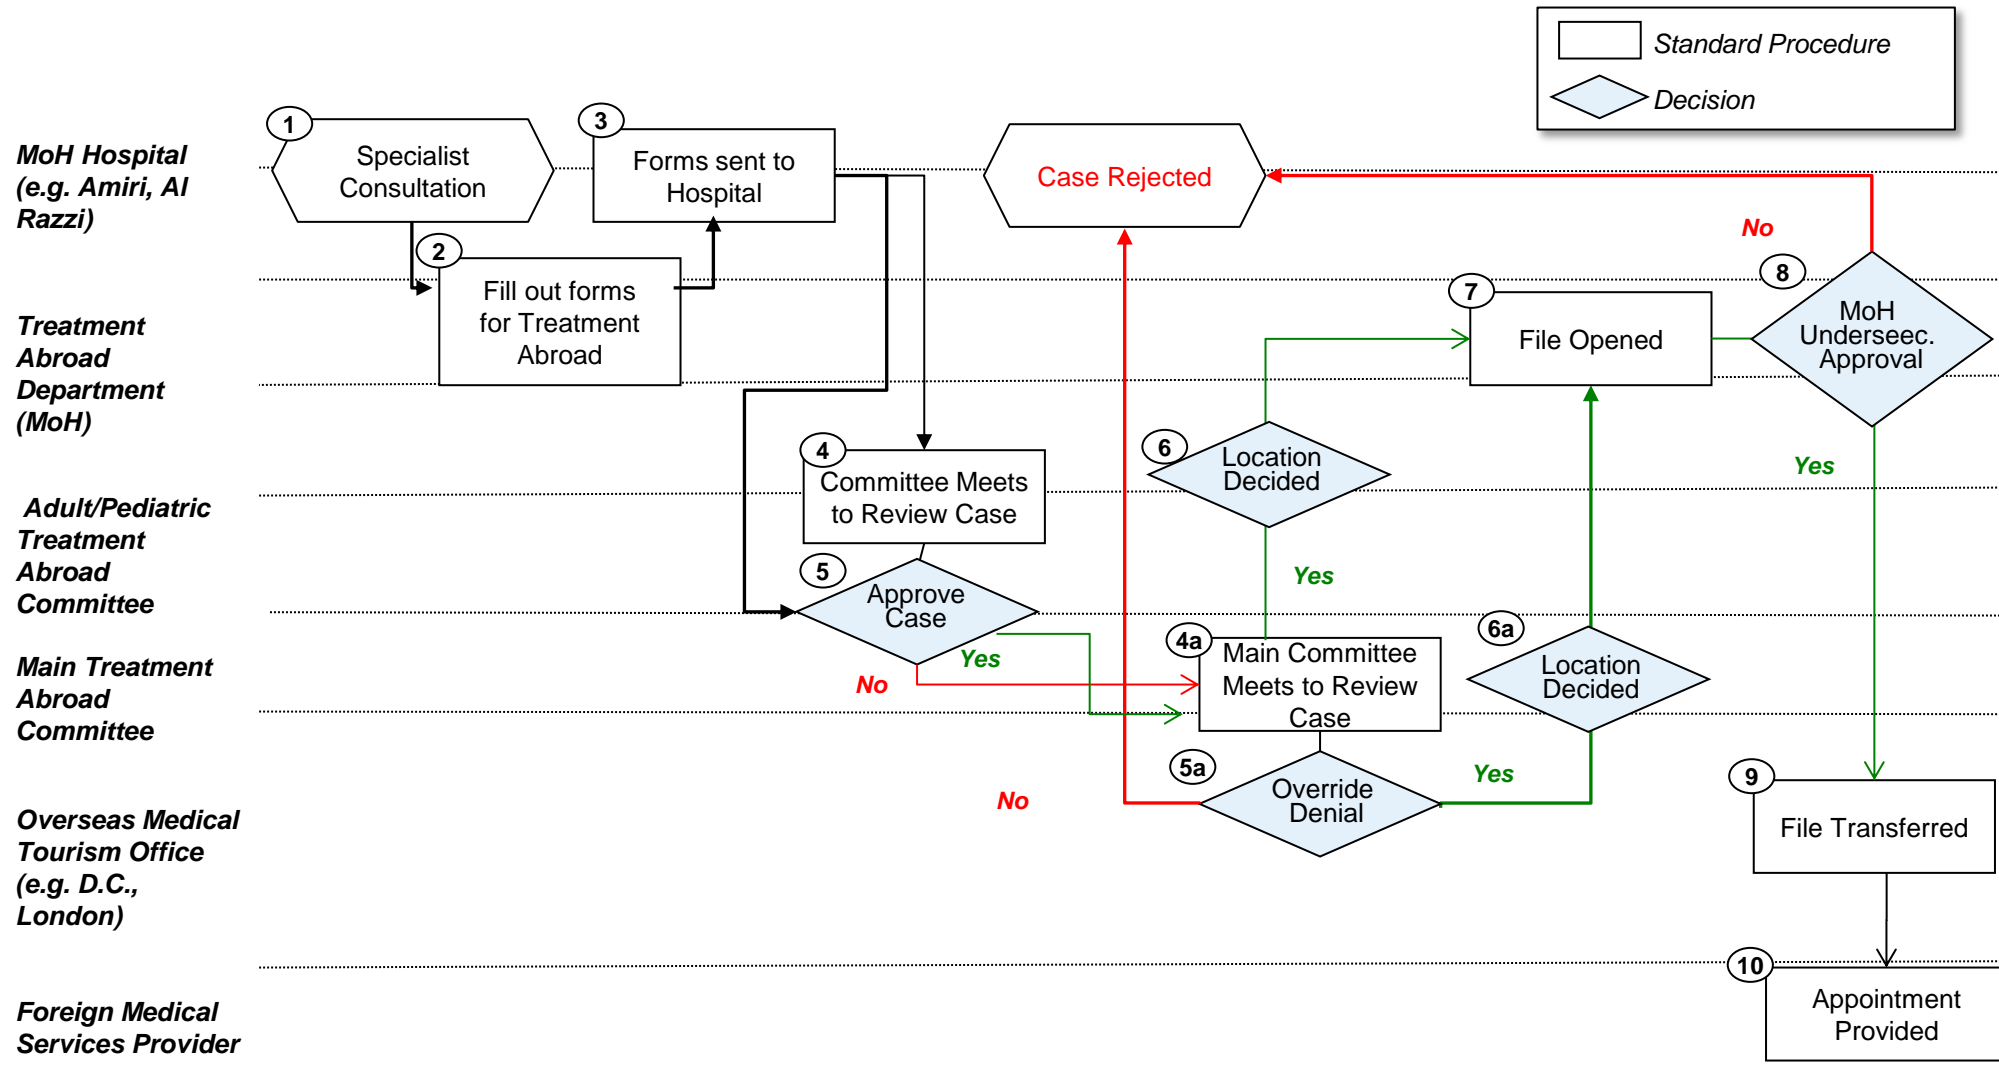 Standard Procedure
Decision
MoH Hospital
(e.g. Amiri, Al
Razzi)
1
Specialist
Consultation
3
Forms sent to
Hospital
Case Rejected
No
2
Fill out forms
for Treatment
Abroad
Treatment
Abroad
Department
(MoH)
7
File Opened
8
MoH
Underseec.
Approval
Yes
4
Committee Meets
to Review Case
6
Location
Decided
Yes
Adult/Pediatric
Treatment
Abroad
Committee
5
Approve
Case
Yes
No
4a
Main Committee
Meets to Review
Case
6a
Location
Decided
Main Treatment
Abroad
Committee
5a
Override
Denial
No
Yes
9
File Transferred
Overseas Medical
Tourism Office
(e.g. D.C.,
London)
10
Appointment
Provided
Foreign Medical
Services Provider